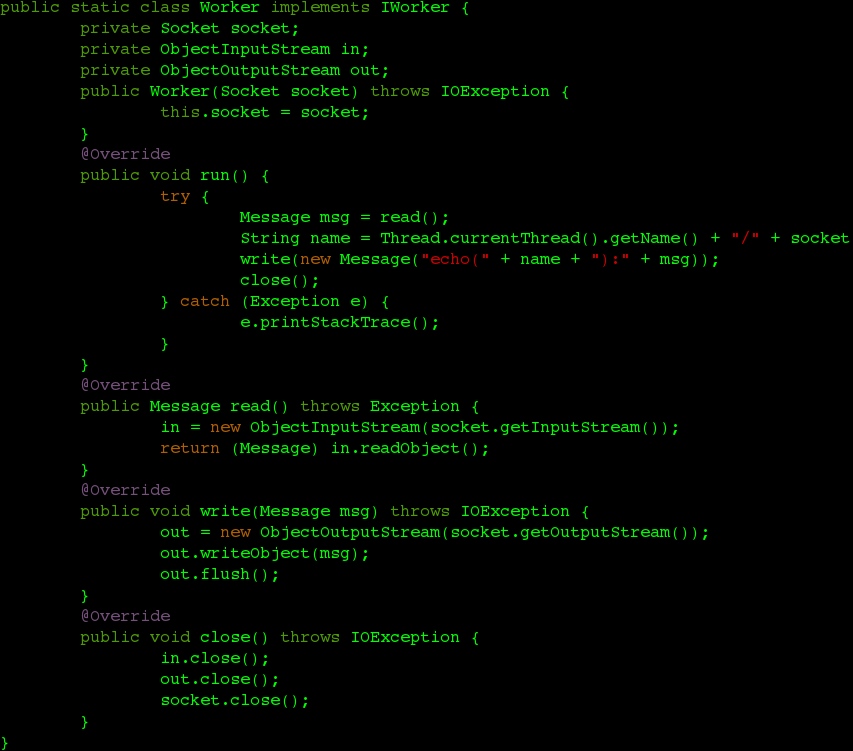 public static class Worker implements IWorker {
        private Socket socket;
        private ObjectInputStream in;
        private ObjectOutputStream out;
        public Worker(Socket socket) throws IOException {
                this.socket = socket;
        }
        @Override
        public void run() {
                try {
                        Message msg = read();
                        String name = Thread.currentThread().getName() + "/" + socket
                        write(new Message("echo(" + name + "):" + msg));
                        close();
                } catch (Exception e) {
                        e.printStackTrace();
                }
        }
        @Override
        public Message read() throws Exception {
                in = new ObjectInputStream(socket.getInputStream());
                return (Message) in.readObject();
        }
        @Override
        public void write(Message msg) throws IOException {
                out = new ObjectOutputStream(socket.getOutputStream());
                out.writeObject(msg);
                out.flush();
        }
        @Override
        public void close() throws IOException {
                in.close();
                out.close();
                socket.close();
        }
}